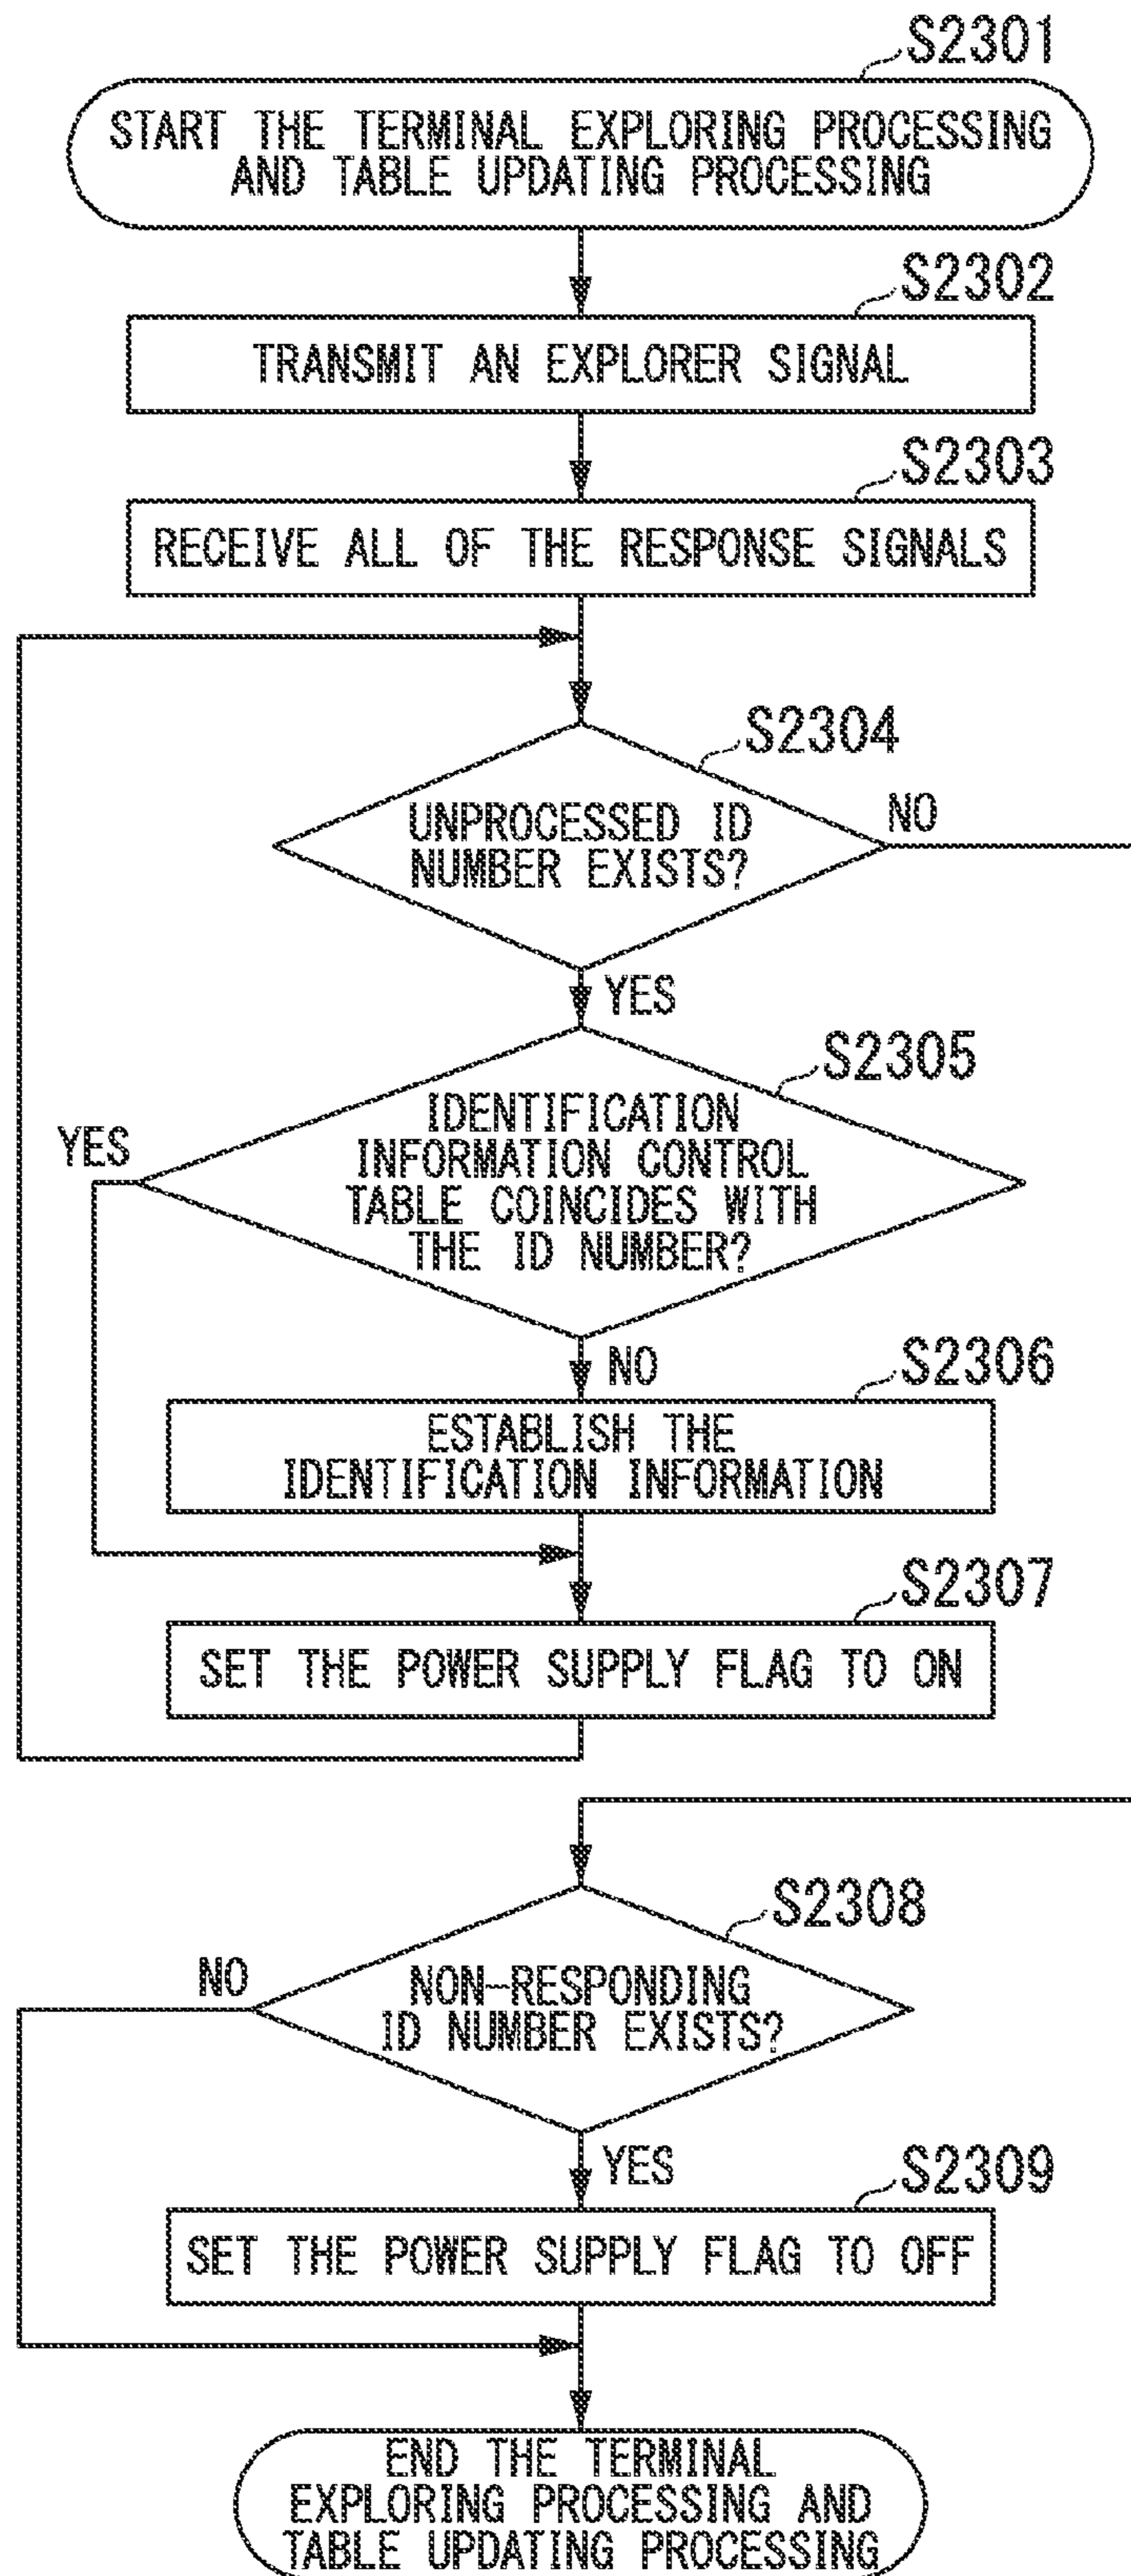 S2301
START THE TERMINAL EXPLORING PROCESSING
AND TABLE UPDATING PROCESSING
S2302
TRANSMIT AN EXPLORER SIGNAL
S2303
RECEIVE ALL OF THE RESPONSE SIGNALS
S2304
UNPROCESSED ID
NUMBER EXISTS?
NO
YES
S2305
IDENTIFICATION
INFORMATION CONTROL
TABLE COINCIDES WITH
THE ID NUMBER?
YES
NO
S2306
ESTABLISH THE
IDENTIFICATION INFORMATION
S2307
SET THE POWER SUPPLY FLAG TO ON
S2308
NON-RESPONDING
ID NUMBER EXISTS?
NO
YES
S2309
SET THE POWER SUPPLY FLAG TO OFF
END THE TERMINAL
EXPLORING PROCESSING AND
TABLE UPDATING PROCESSING